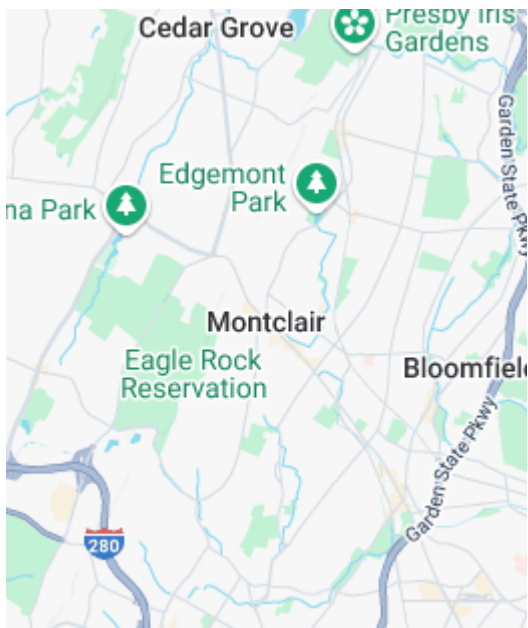 Cedar Grove
Presby Iris
Gardens
Garden State Pkwy
Edgemont
Park
na Park
Montclair
Eagle Rock
Reservation
Bloomfield
Garden State Pkwy
280